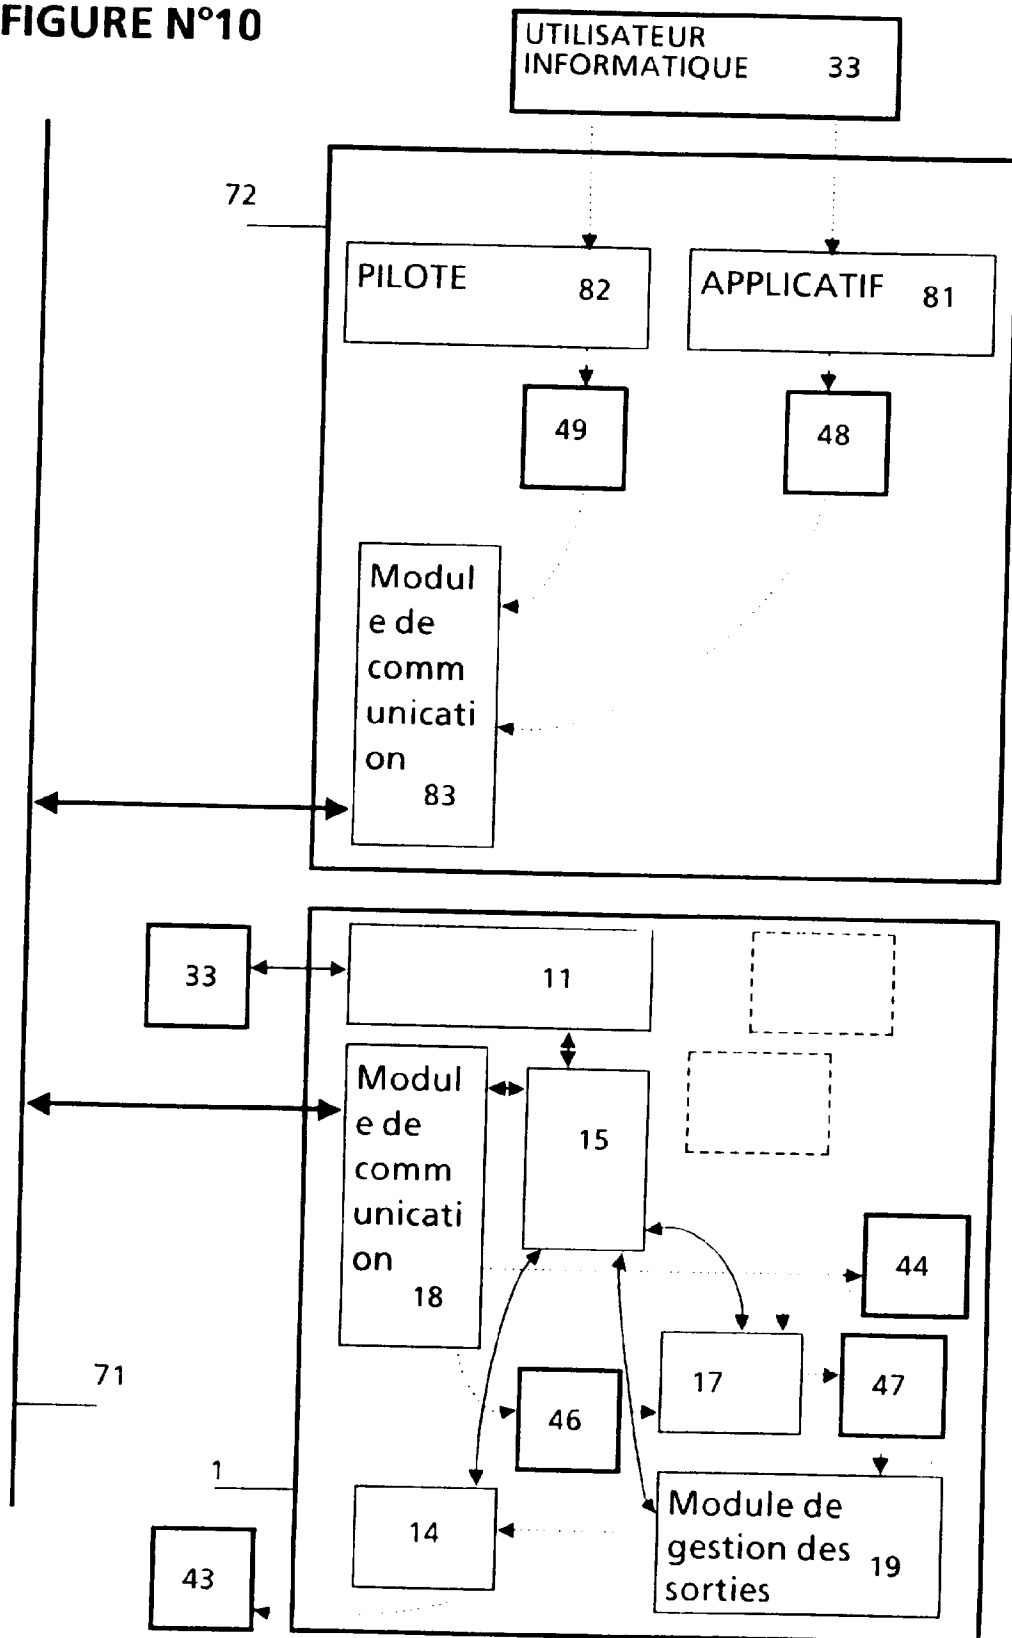 FIGURE N°10
UTILISATEUR
INFORMATIQUE 33
72
PILOTE 82
APPLICATIF 81
49
48
Modul
e de
comm
unicati
on
83
33
11
Modul
e de
comm
unicati
on
18
15
44
71
17
47
46
1
14
Module de
gestion des
sorties 19
43